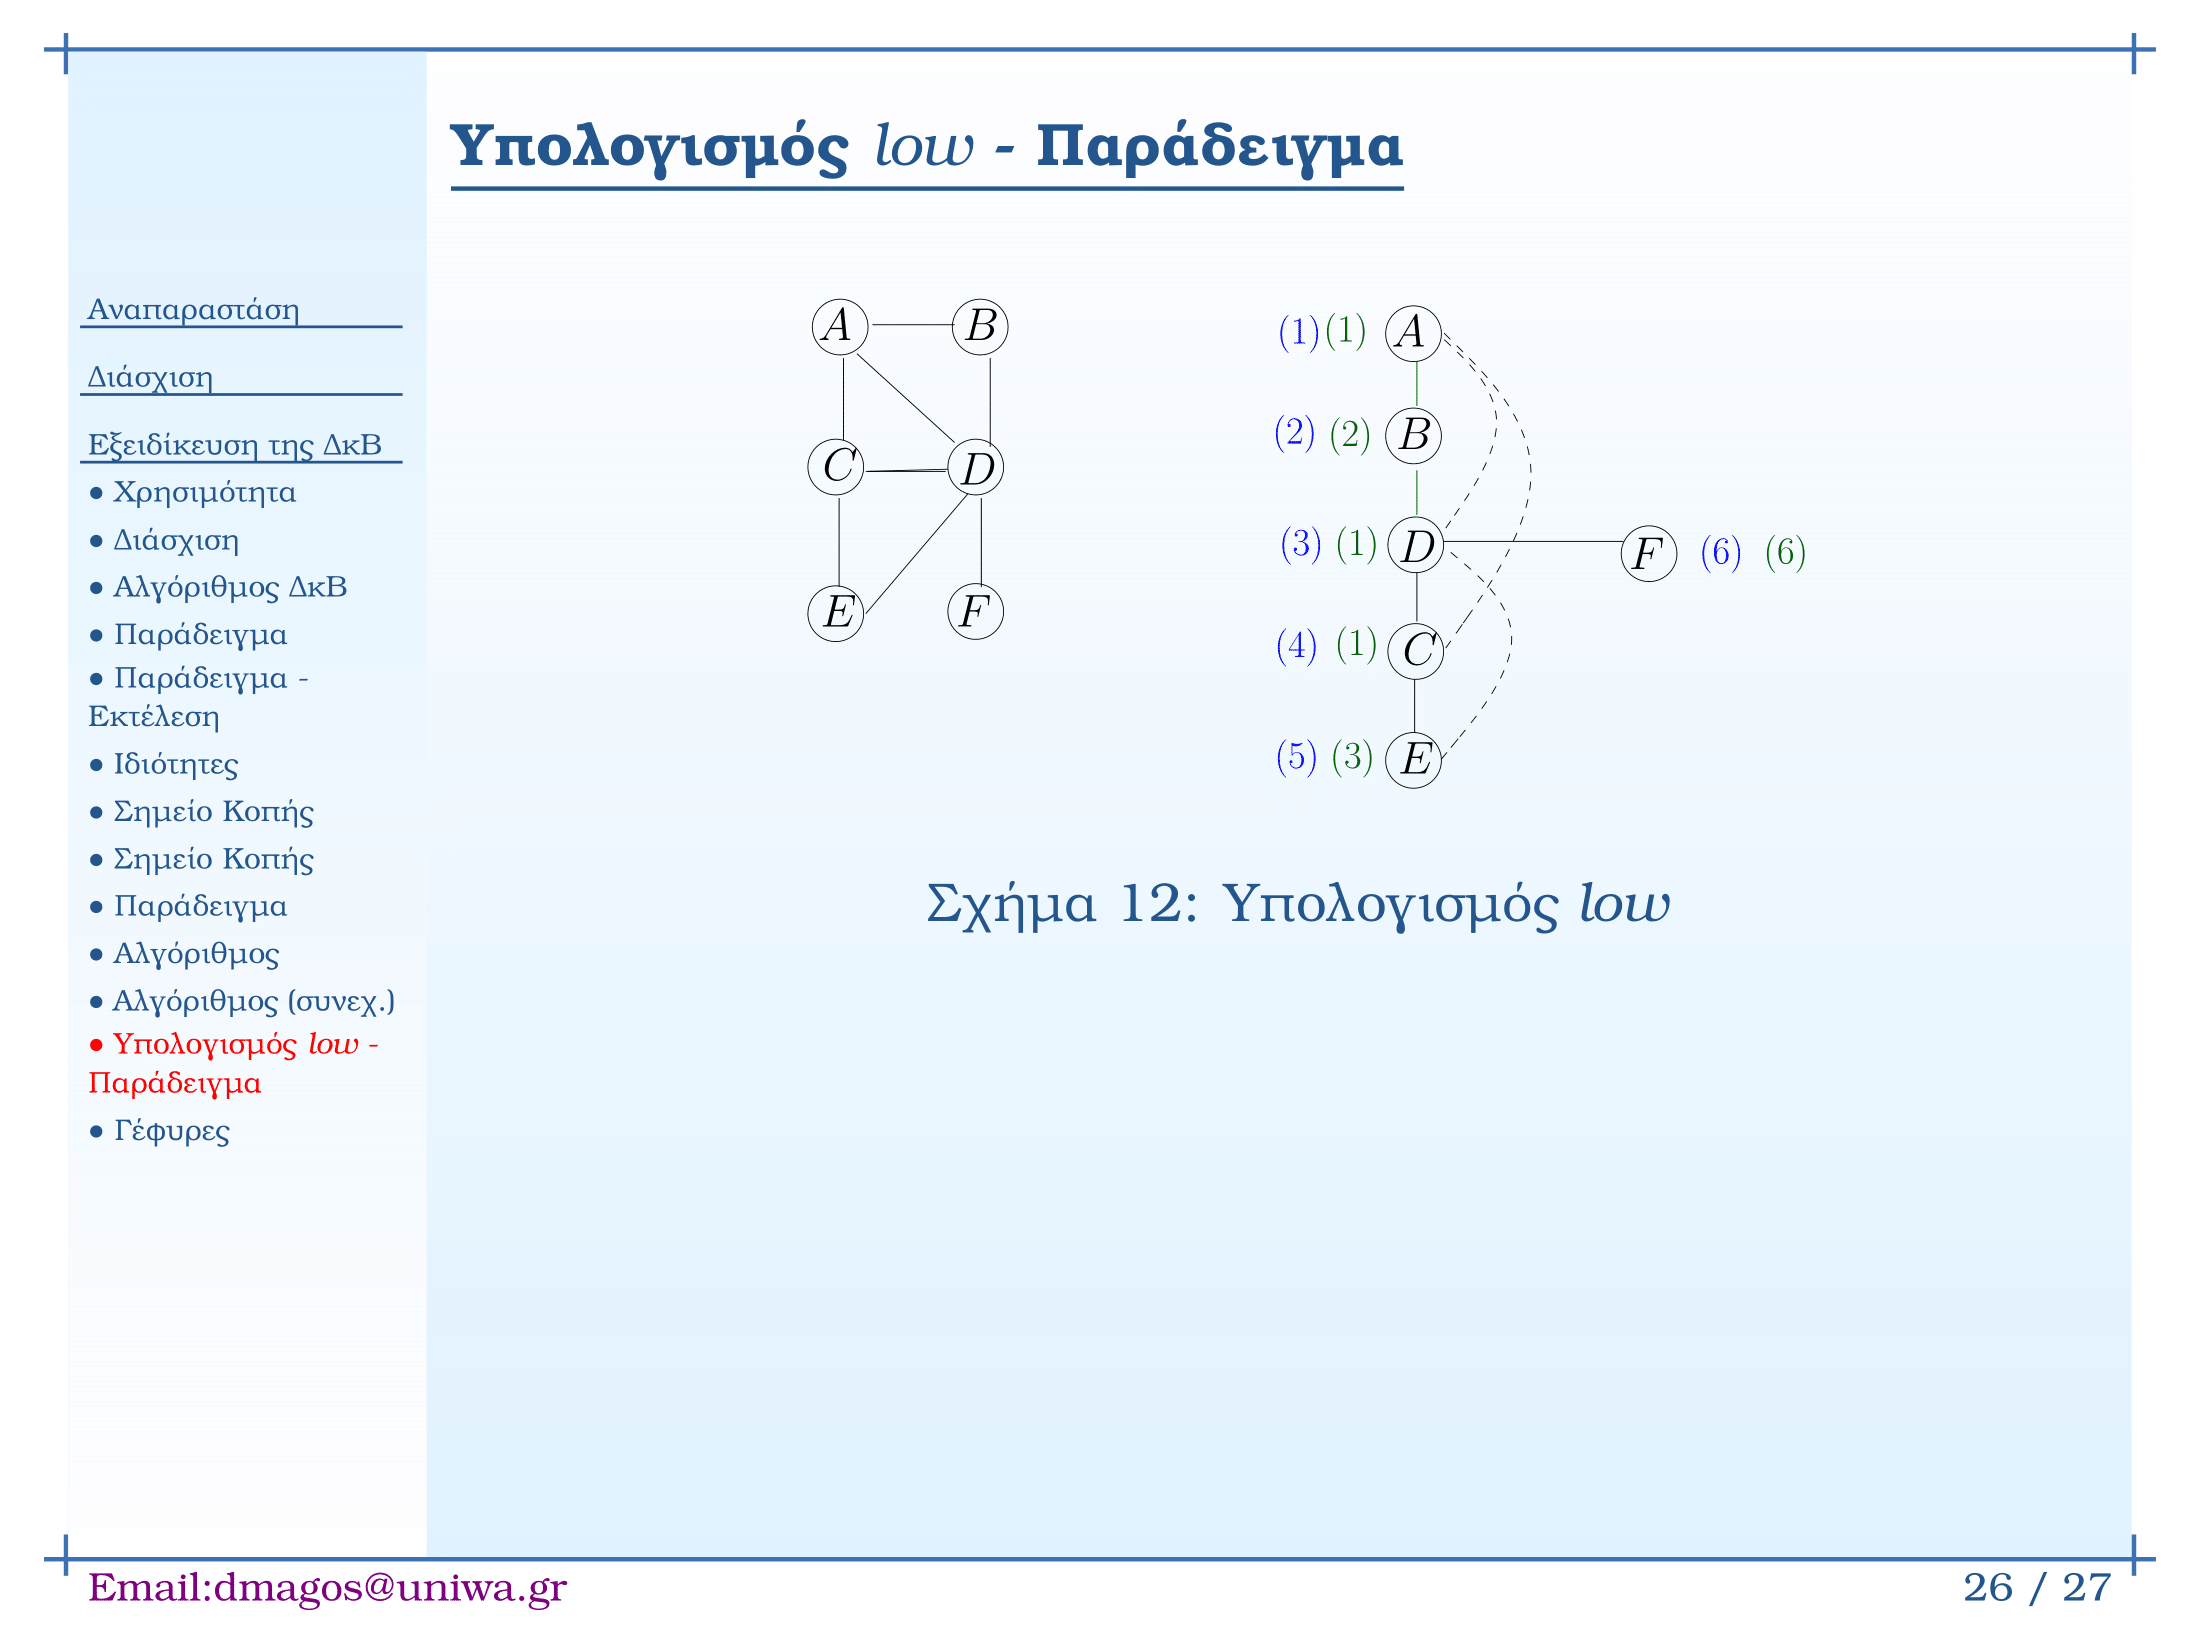 Υπολογισμός low - Παράδειγμα
Αναπαραστάση
Διάσχιση
Εξειδίκευση της ΔκΒ
● Χρησιμότητα
● Διάσχιση
● Αλγόριθμος ΔκΒ
● Παράδειγμα
● Παράδειγμα -
Εκτέλεση
● Ιδιότητες
● Σημείο Κοπής
● Σημείο Κοπής
● Παράδειγμα
● Αλγόριθμος
● Αλγόριθμος (συνεχ.)
● Υπολογισμός low -
Παράδειγμα
● Γέφυρες
A B
C D
E F
(1) (1) A
(2) (2) B
(3) (1) D F (6) (6)
(4) (1) C
(5) (3) E
Σχήμα 12: Υπολογισμός low
Email:dmagos@uniwa.gr
26 / 27